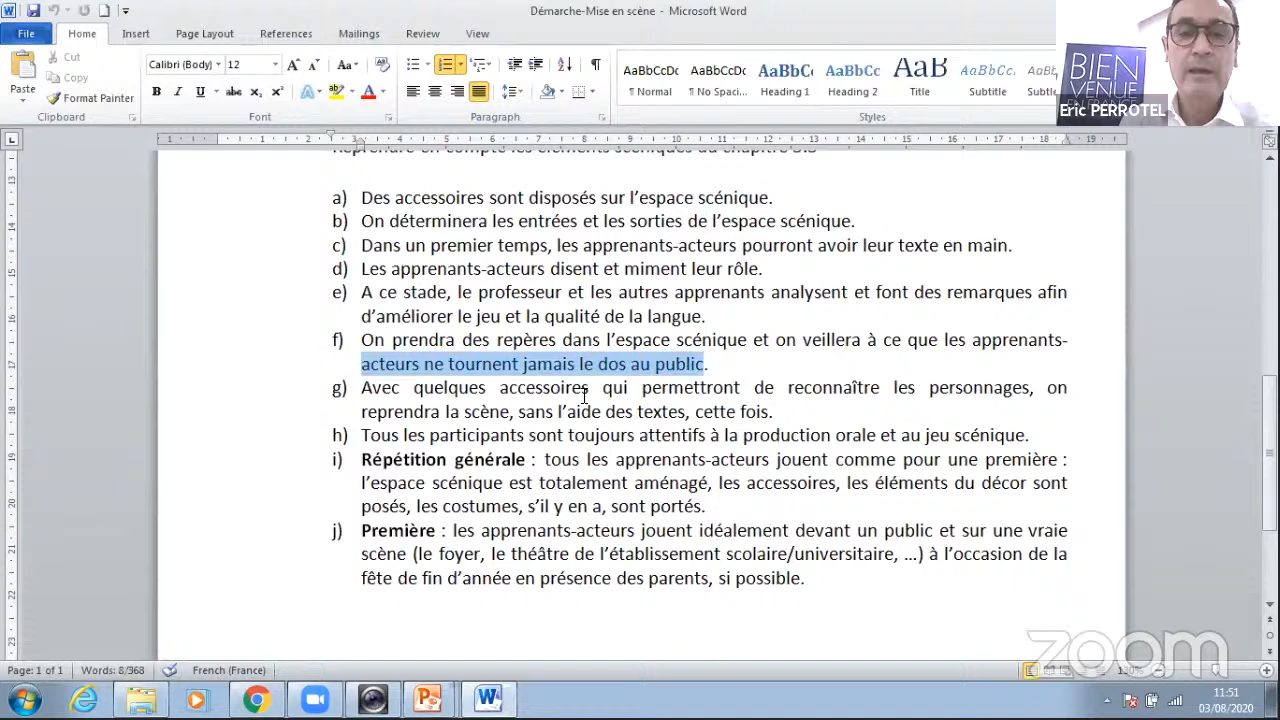 Démarche-Mise en scène - Microsoft Word
File Home Insert Page Layout References Mailings Review View
Paste
Cut
Copy
Format Painter
Clipboard
Calibri (Body) 12
Font
Paragraph
AaBbCcDc AaBbCcDc AaBbC AaBbCc AaB AaBbCc.
¶ Normal ¶ No Spaci... Heading 1 Heading 2 Title Subtitle
Styles
BIEN
VENUE
EN FRANCE
Eric PERROTEL
Reprendre en compte les éléments scéniques du chapitre 3.3
a) Des accessoires sont disposés sur l’espace scénique.
b) On déterminera les entrées et les sorties de l’espace scénique.
c) Dans un premier temps, les apprenants-acteurs pourront avoir leur texte en main.
d) Les apprenants-acteurs disent et miment leur rôle.
e) A ce stade, le professeur et les autres apprenants analysent et font des remarques afin
d’améliorer le jeu et la qualité de la langue.
f) On prendra des repères dans l’espace scénique et on veillera à ce que les apprenants-
acteurs ne tournent jamais le dos au public.
g) Avec quelques accessoires qui permettront de reconnaître les personnages, on
reprendra la scène, sans l’aide des textes, cette fois.
h) Tous les participants sont toujours attentifs à la production orale et au jeu scénique.
i) Répétition générale : tous les apprenants-acteurs jouent comme pour une première :
l’espace scénique est totalement aménagé, les accessoires, les éléments du décor sont
posés, les costumes, s’il y en a, sont portés.
j) Première : les apprenants-acteurs jouent idéalement devant un public et sur une vraie
scène (le foyer, le théâtre de l’établissement scolaire/universitaire, …) à l’occasion de la
fête de fin d’année en présence des parents, si possible.
zoom
Page: 1 of 1 Words: 8/368 French (France) 130%
11:51
03/08/2020